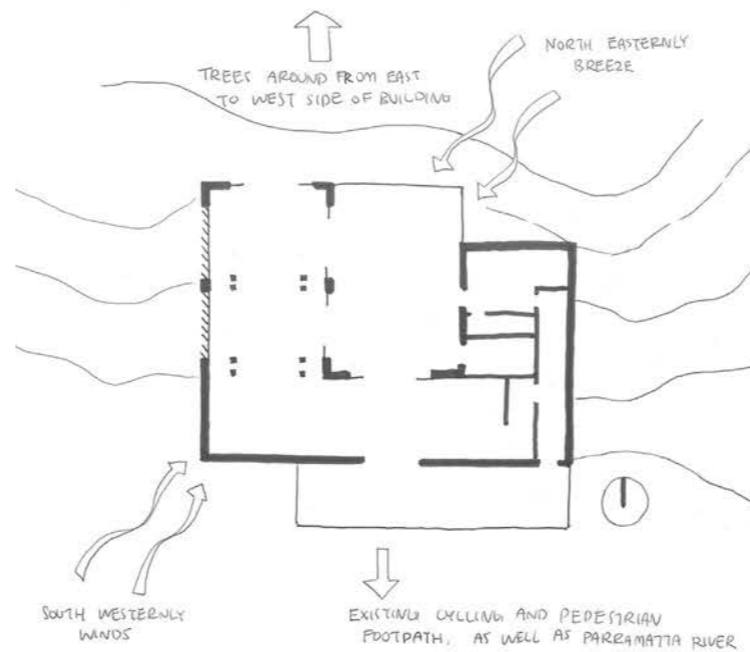 TREES AROUND FROM EAST
TO WEST SIDE OF BUILDING
NORTH EASTERNLY
BREEZE
SOUTH WESTERNLY
WINDS
EXISTING CYCLING AND PEDESTRIAN
FOOTPATH, AS WELL AS PARRAMATTA RIVER